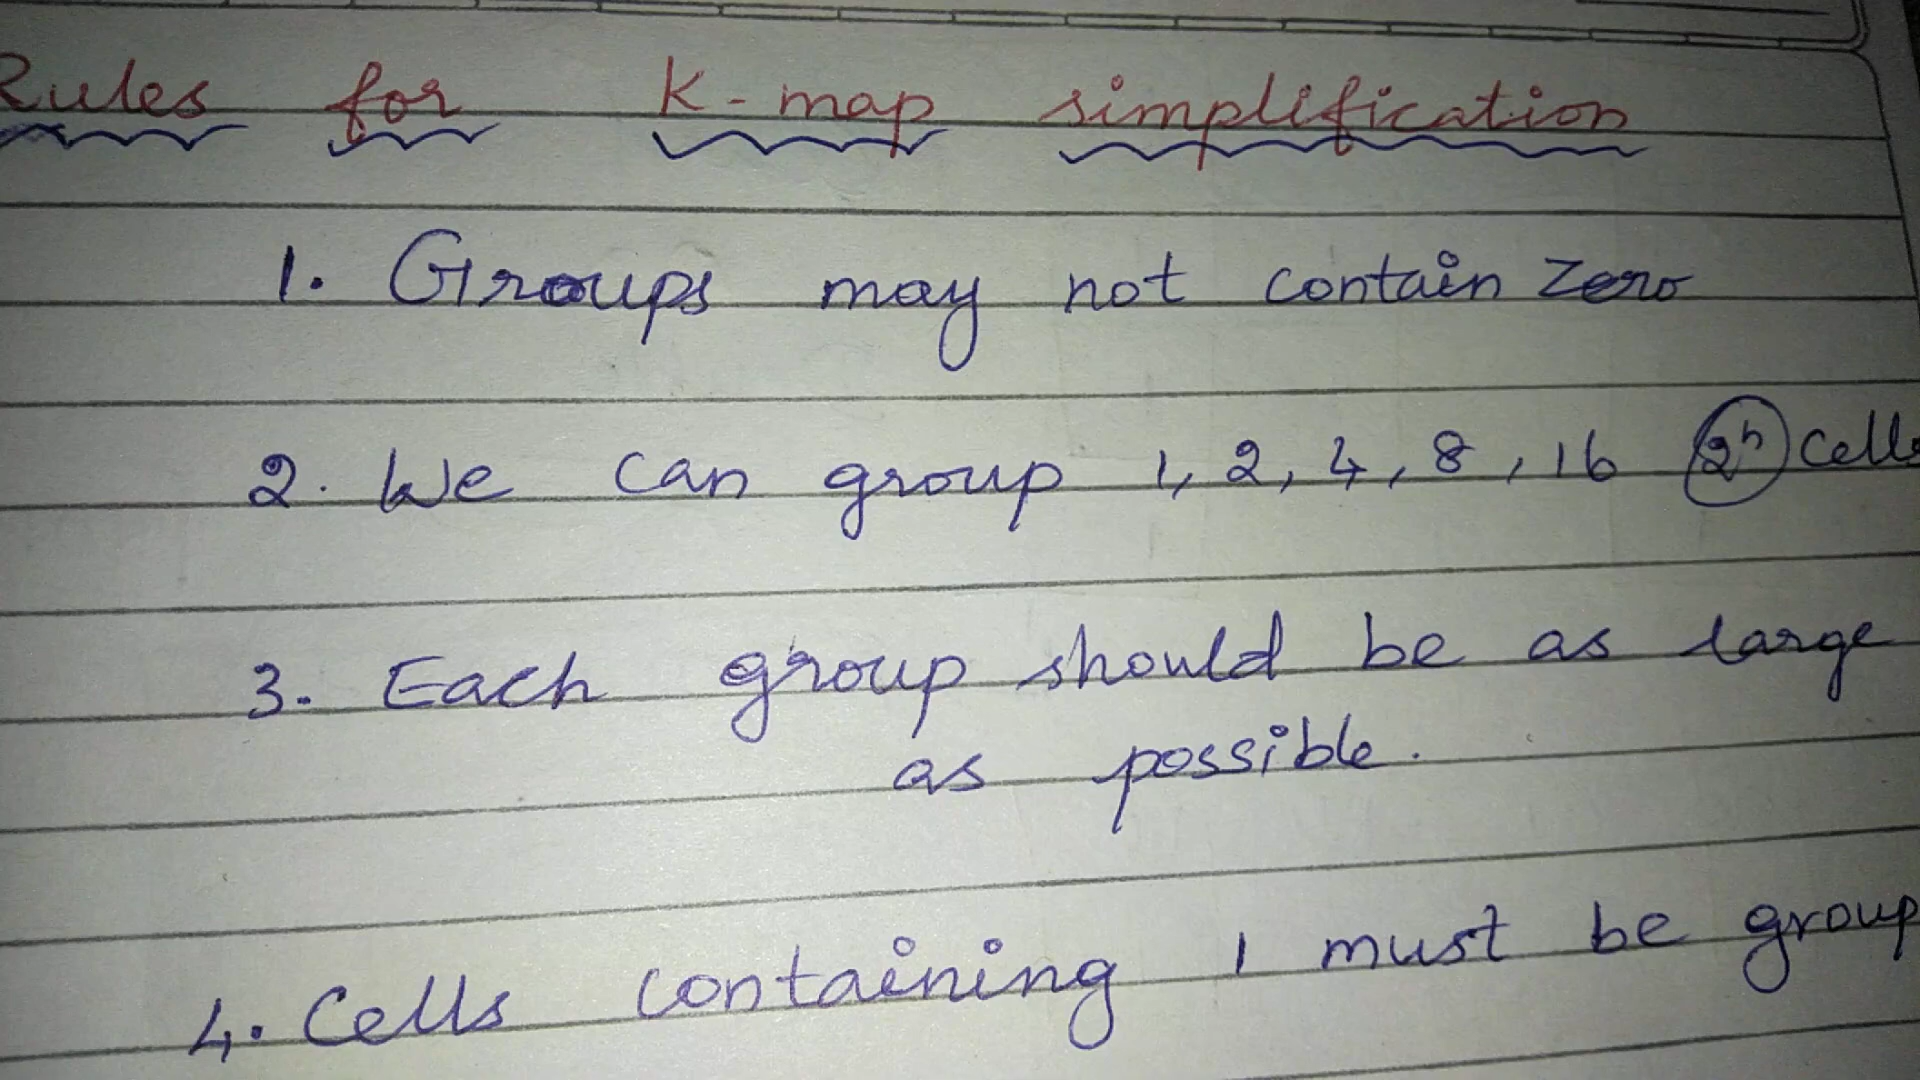 Rules for K-map simplification
1. Groups may not contain zero
2. We can group 1, 2, 4, 8, 16 2ⁿ cells
3. Each group should be as large
as possible.
4. Cells containing 1 must be group